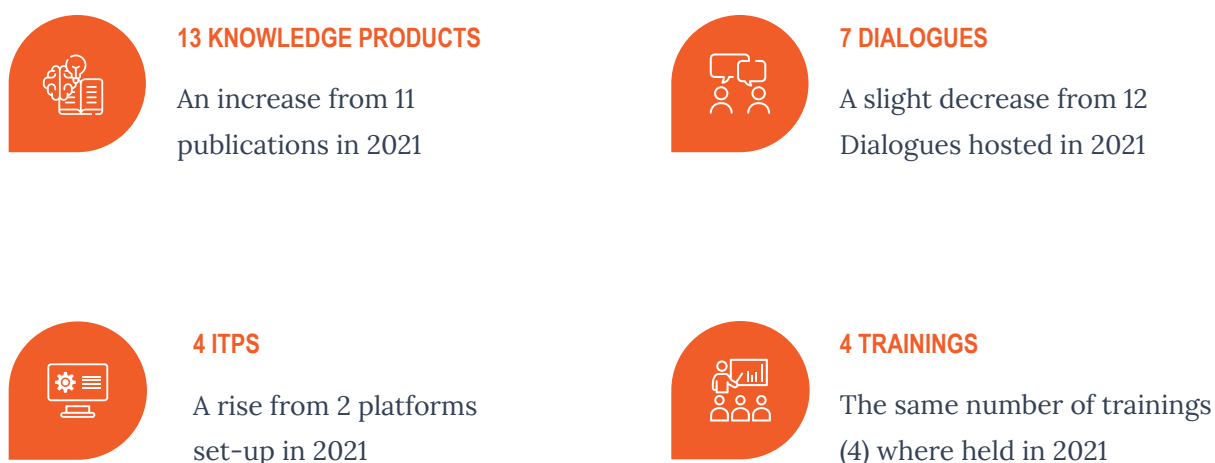 13 KNOWLEDGE PRODUCTS
An increase from 11
publications in 2021
7 DIALOGUES
A slight decrease from 12
Dialogues hosted in 2021
4 ITPS
A rise from 2 platforms
set-up in 2021
4 TRAININGS
The same number of trainings
(4) where held in 2021